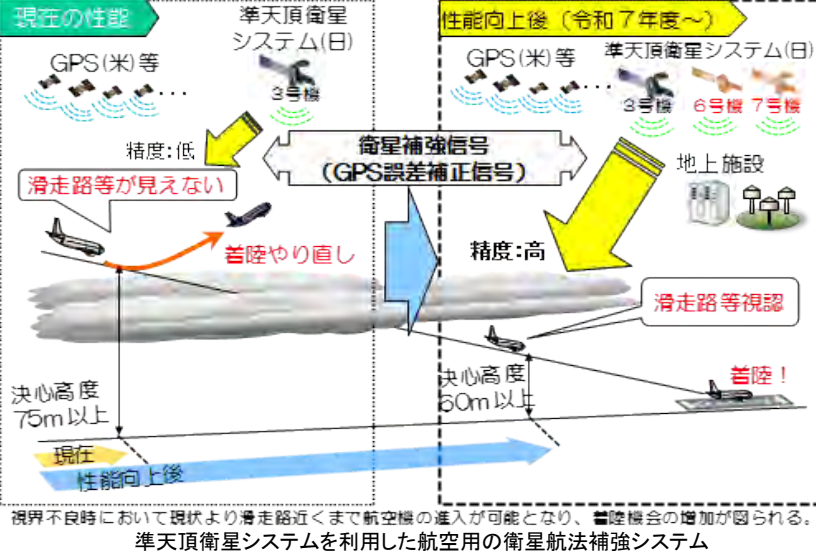 現在の性能
準天頂衛星
システム(日)
GPS(米)等
・・・
3号機
精度:低
滑走路等が見えない
着陸やり直し
決心高度
75m以上
現在
性能向上後
衛星補強信号
(GPS誤差補正信号)
性能向上後(令和7年度~)
GPS(米)等
準天頂衛星システム(日)
・・・
3号機
6号機
7号機
地上施設
精度:高
滑走路等視認
決心高度
60m以上
着陸!
視界不良時において現状より滑走路近くまで航空機の進入が可能となり、着陸機会の増加が図られる。
準天頂衛星システムを利用した航空用の衛星航法補強システム